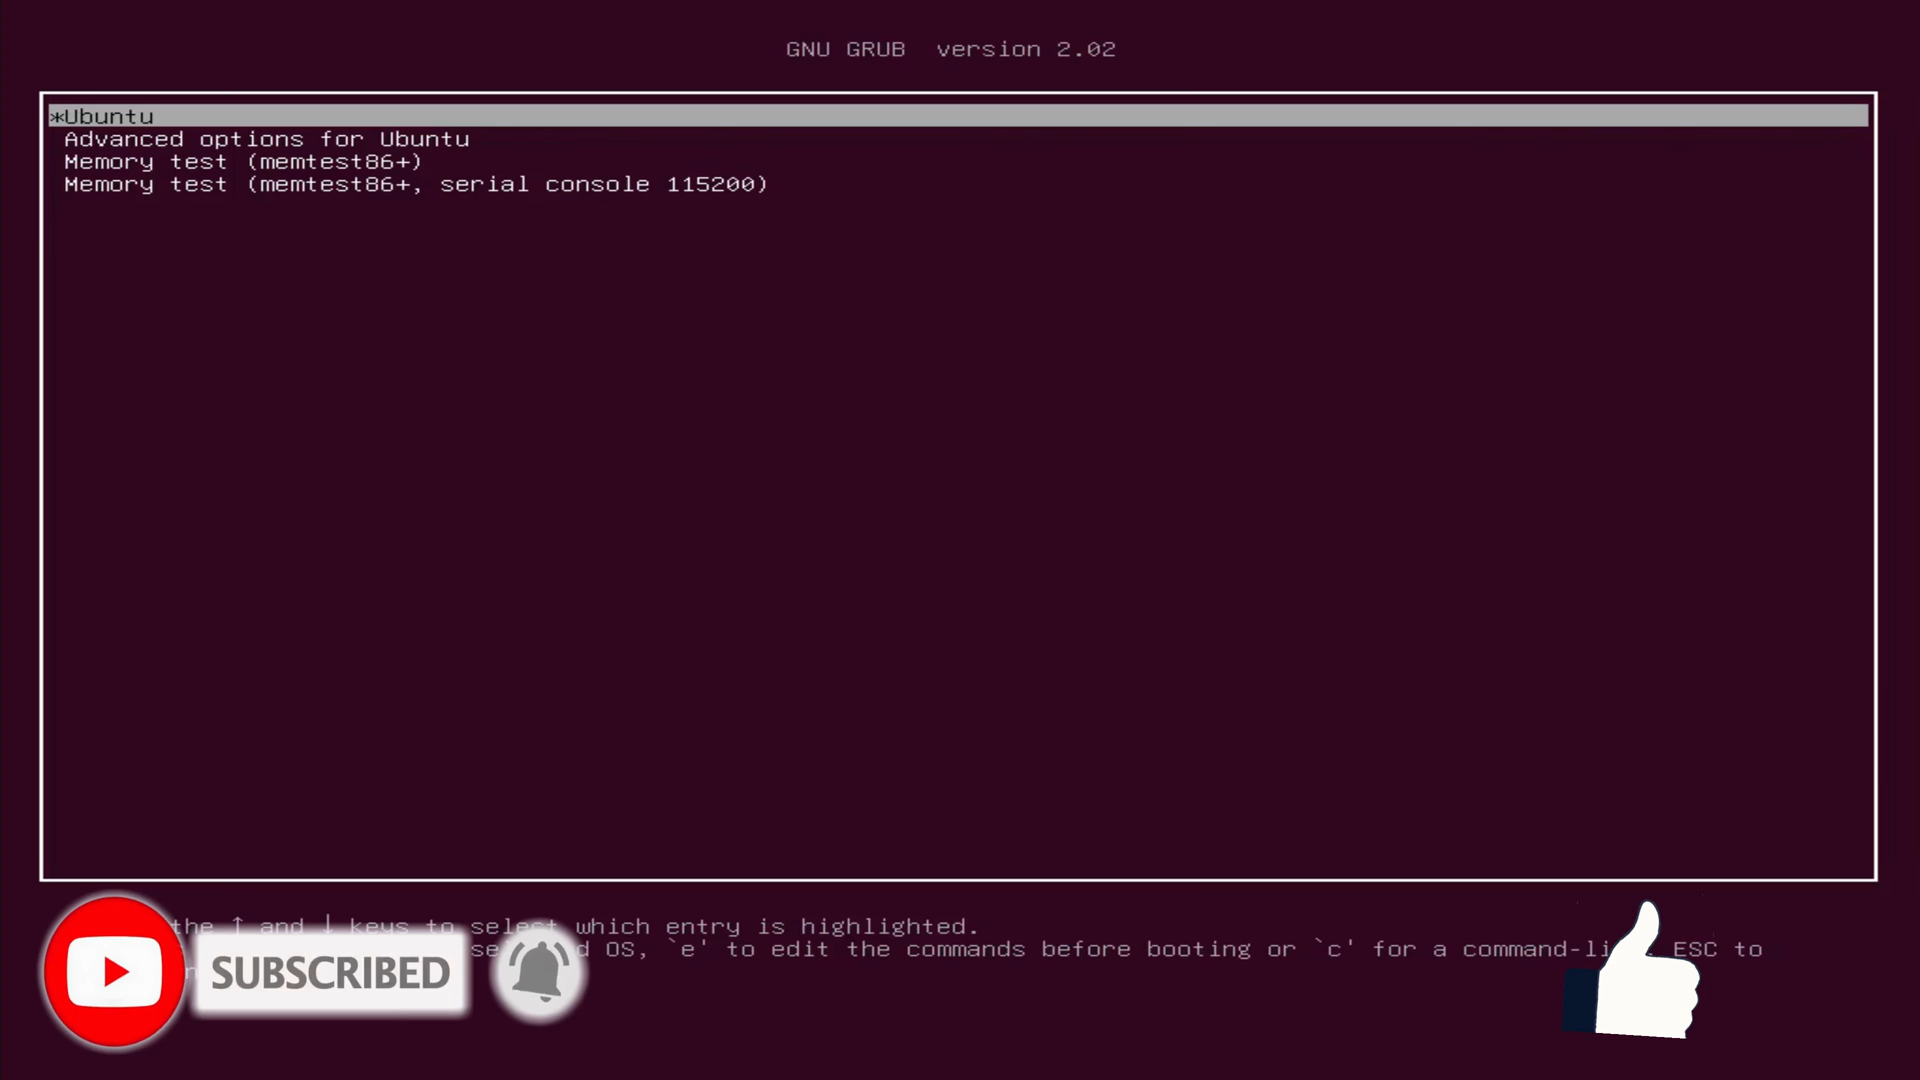 GNU GRUB version 2.02
*Ubuntu
Advanced options for Ubuntu
Memory test (memtest86+)
Memory test (memtest86+, serial console 115200)
the ↑ and ↓ keys to select which entry is highlighted.
OS, `e' to edit the commands before booting or `c' for a ESC to
SUBSCRIBED